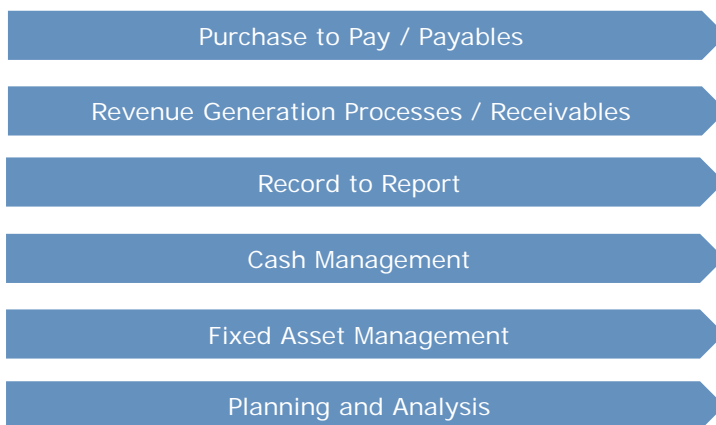 Purchase to Pay / Payables
Revenue Generation Processes / Receivables
Record to Report
Cash Management
Fixed Asset Management
Planning and Analysis